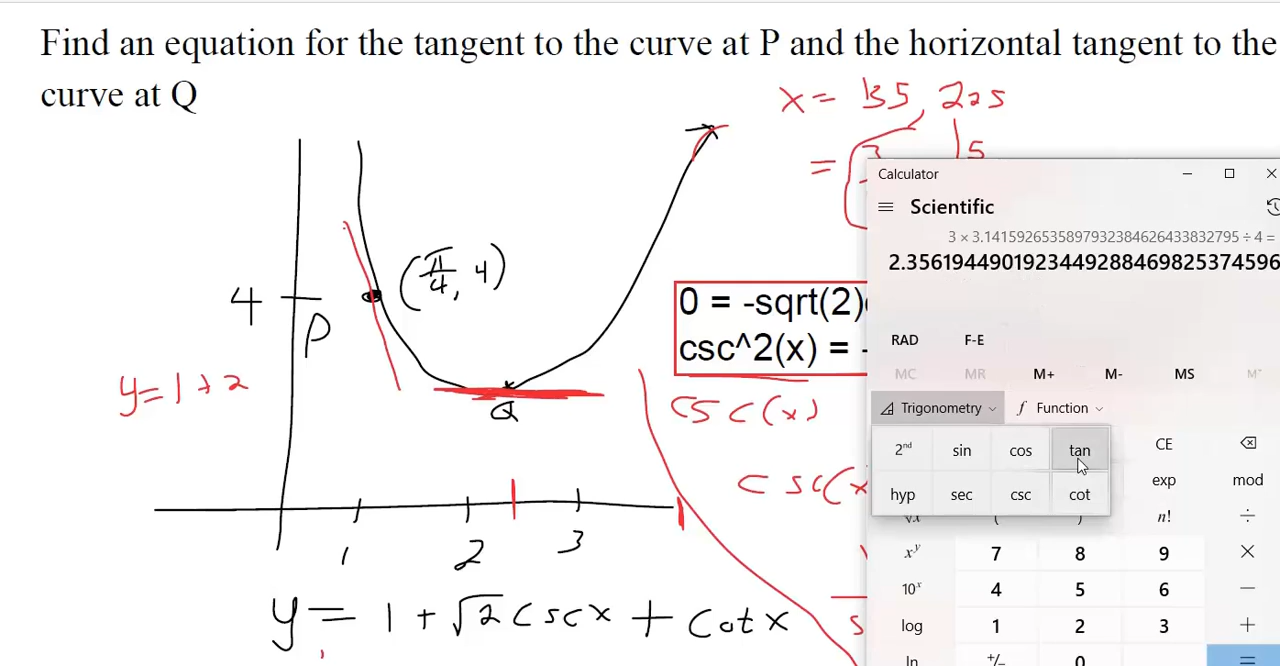 Find an equation for the tangent to the curve at P and the horizontal tangent to the
curve at Q
x = 135, 225
= 3 5
(π/4, 4)
4
P
y = 1 + 2
Q
1 2 3
y = 1 + √2 csc x + cot x
0 = -sqrt(2)
csc^2(x) = -
csc(x)
csc(x
s
Calculator
Scientific
3 × 3.1415926535897932384626433832795 ÷ 4 =
2.3561944901923449288469825374596
RAD F-E
MC MR M+ M- MS M˅
Trigonometry f Function
2nd sin cos tan CE
hyp sec csc cot exp mod
( ) n! ÷
xʸ 7 8 9 ×
10ˣ 4 5 6 −
log 1 2 3 +
ln +/− 0 =